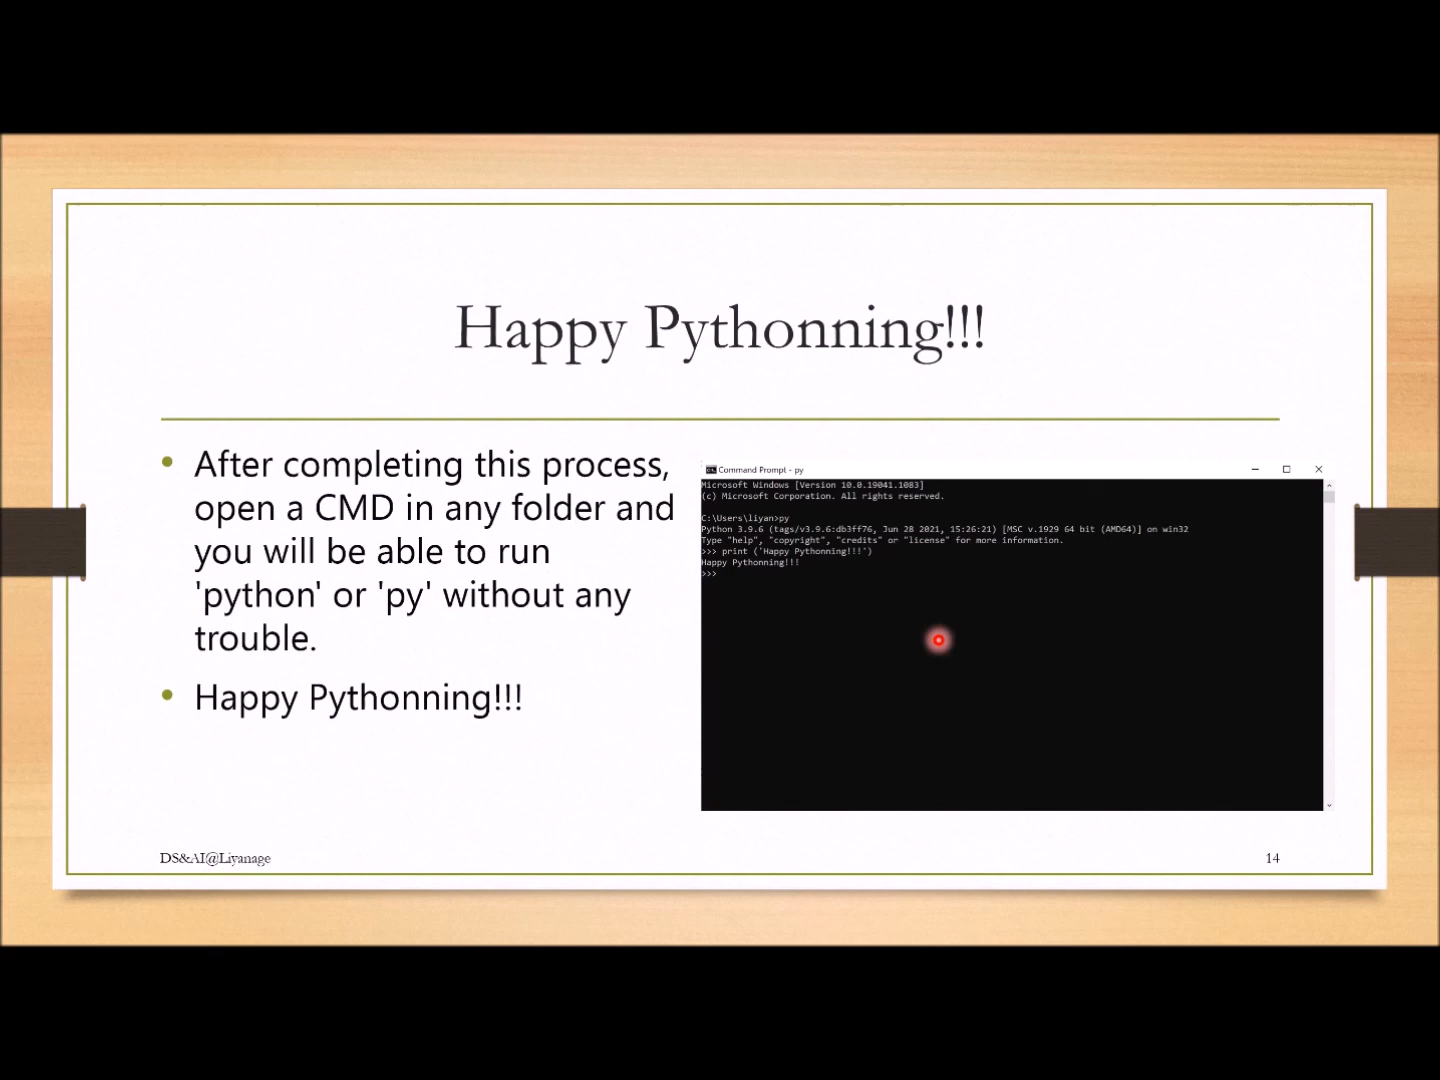 Happy Pythonning!!!
• After completing this process,
open a CMD in any folder and
you will be able to run
'python' or 'py' without any
trouble.
• Happy Pythonning!!!
Command Prompt - py
Microsoft Windows [Version 10.0.19041.1083]
(c) Microsoft Corporation. All rights reserved.
C:\Users\liyan>py
Python 3.9.6 (tags/v3.9.6:db3ff76, Jun 28 2021, 15:26:21) [MSC v.1929 64 bit (AMD64)] on win32
Type "help", "copyright", "credits" or "license" for more information.
>>> print ('Happy Pythonning!!!')
Happy Pythonning!!!
>>>
DS&AI@Liyanage
14